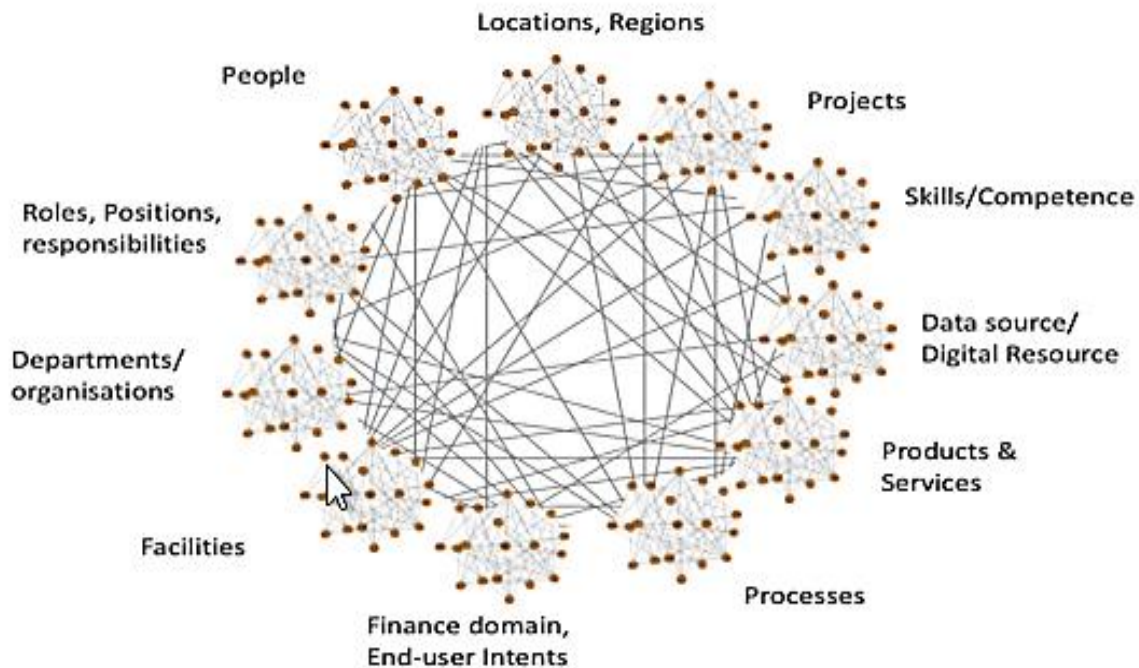 Locations, Regions
People
Projects
Skills/Competence
Roles, Positions,
responsibilities
Data source/
Digital Resource
Departments/
organisations
Products &
Services
Facilities
Processes
Finance domain,
End-user Intents